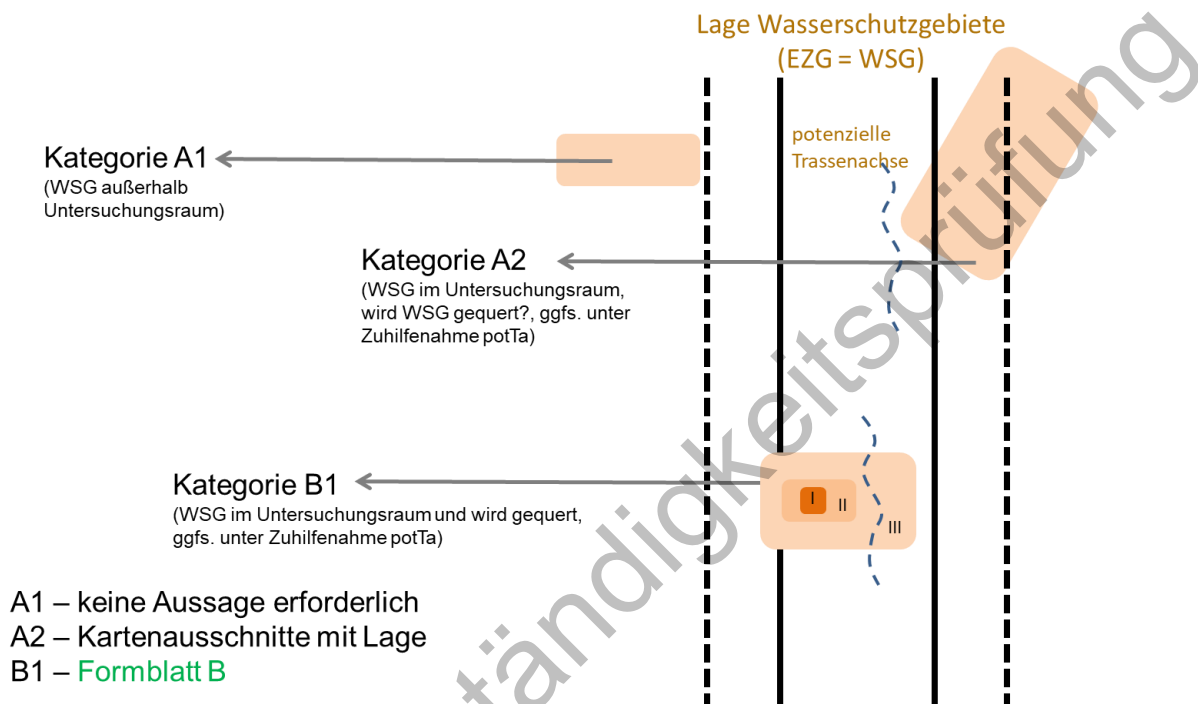 Lage Wasserschutzgebiete
(EZG = WSG)
potenzielle
Trassenachse
Kategorie A1
(WSG außerhalb
Untersuchungsraum)
Kategorie A2
(WSG im Untersuchungsraum,
wird WSG gequert?, ggfs. unter
Zuhilfenahme potTa)
Kategorie B1
(WSG im Untersuchungsraum und wird gequert,
ggfs. unter Zuhilfenahme potTa)
I
II
III
A1 – keine Aussage erforderlich
A2 – Kartenausschnitte mit Lage
B1 – Formblatt B
ständigkeitsprüfung